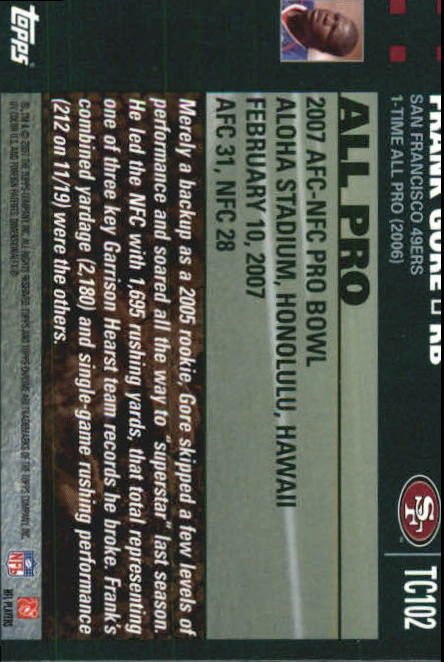 FRANK GORE RB
SAN FRANCISCO 49ERS
1-TIME ALL PRO (2006)
SF
TC102
ALL PRO
2007 AFC-NFC PRO BOWL
ALOHA STADIUM, HONOLULU, HAWAII
FEBRUARY 10, 2007
AFC 31, NFC 28
Merely a backup as a 2005 rookie, Gore skipped a few levels of
performance and soared all the way to "superstar" last season.
He led the NFC with 1,695 rushing yards, that total representing
one of three key Garrison Hearst team records he broke. Frank's
combined yardage (2,180) and single-game rushing performance
(212 on 11/19) were the others.
Topps
NFL
NFL PLAYERS